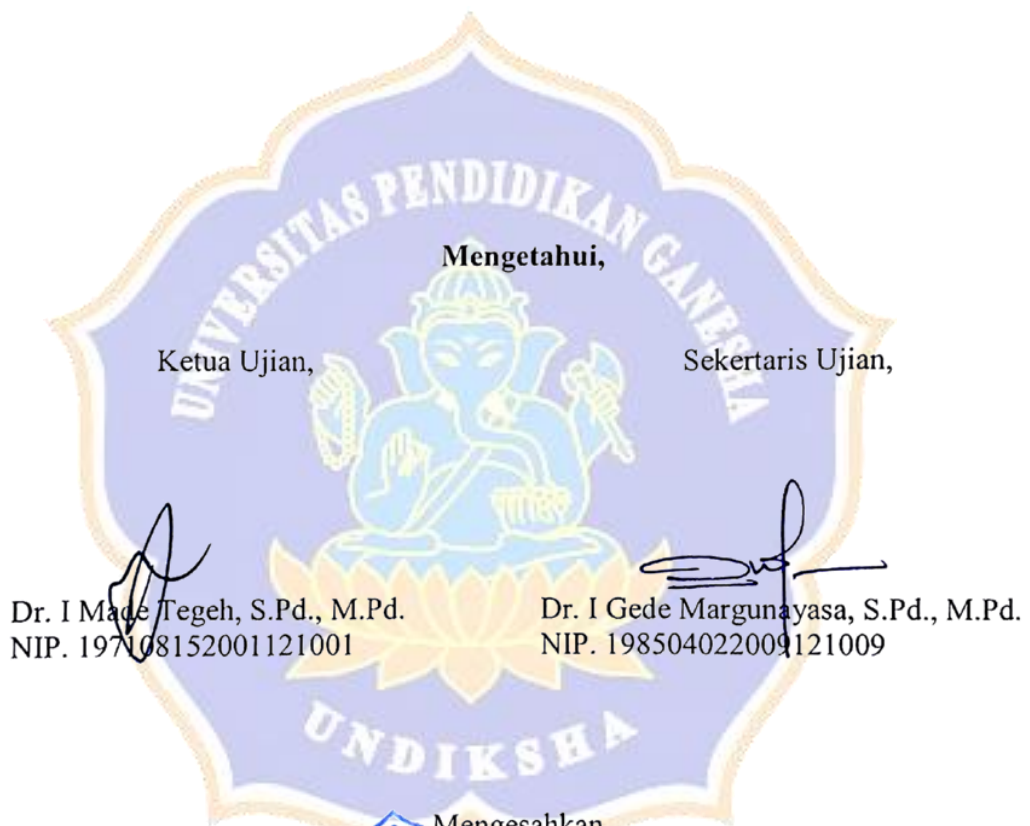 UNIVERSITAS PENDIDIKAN GANESHA
Mengetahui,
Ketua Ujian,
Sekertaris Ujian,
Dr. I Made Tegeh, S.Pd., M.Pd.
NIP. 197108152001121001
Dr. I Gede Margunayasa, S.Pd., M.Pd.
NIP. 198504022009121009
UNDIKSHA
Mengesahkan